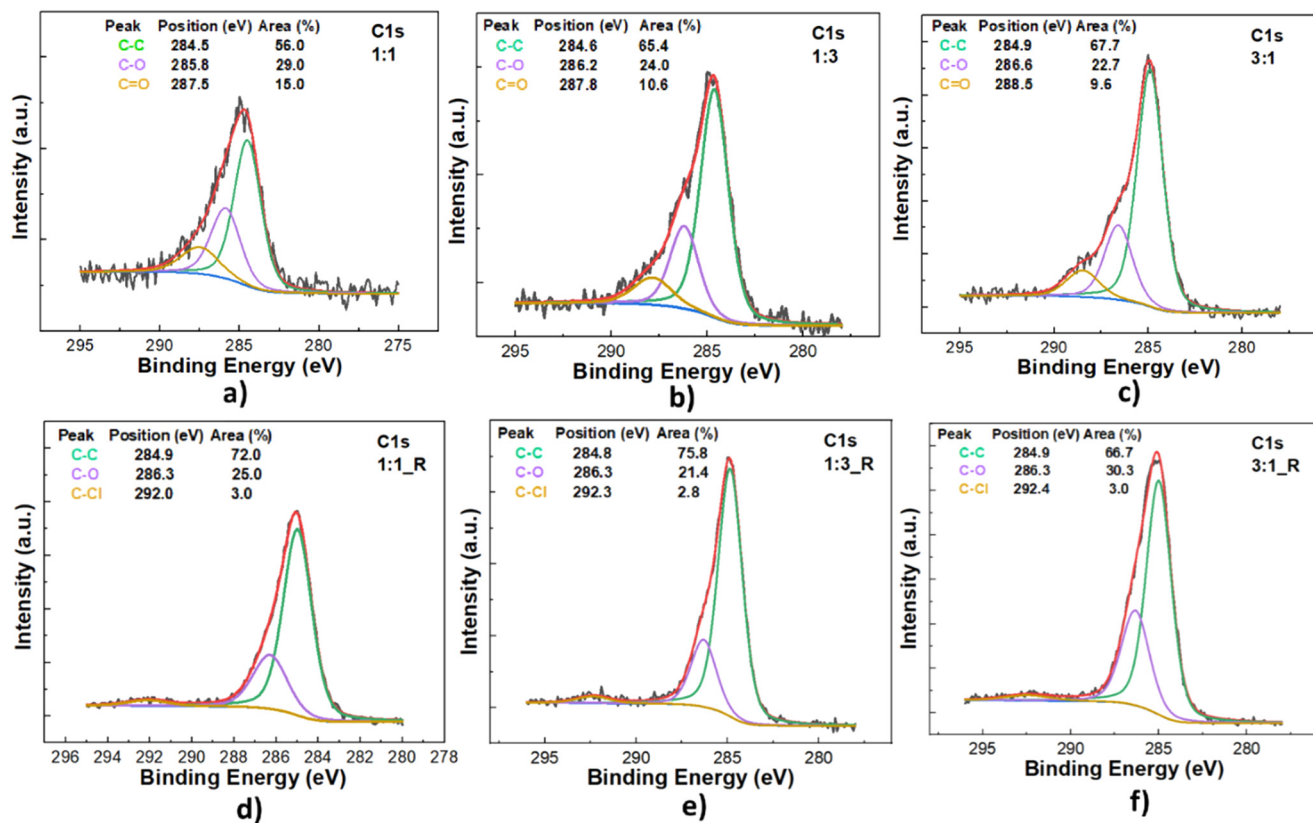 Peak Position (eV) Area (%)
C-C 284.5 56.0
C-O 285.8 29.0
C=O 287.5 15.0
C1s
1:1
Intensity (a.u.)
295 290 285 280 275
Binding Energy (eV)
a)
Peak Position (eV) Area (%)
C-C 284.6 65.4
C-O 286.2 24.0
C=O 287.8 10.6
C1s
1:3
Intensity (a.u.)
295 290 285 280
Binding Energy (eV)
b)
Peak Position (eV) Area (%)
C-C 284.9 67.7
C-O 286.6 22.7
C=O 288.5 9.6
C1s
3:1
Intensity (a.u.)
295 290 285 280
Binding Energy (eV)
c)
Peak Position (eV) Area (%)
C-C 284.9 72.0
C-O 286.3 25.0
C-Cl 292.0 3.0
C1s
1:1_R
Intensity (a.u.)
296 294 292 290 288 286 284 282 280 278
Binding Energy (eV)
d)
Peak Position (eV) Area (%)
C-C 284.8 75.8
C-O 286.3 21.4
C-Cl 292.3 2.8
C1s
1:3_R
Intensity (a.u.)
295 290 285 280
Binding Energy (eV)
e)
Peak Position (eV) Area (%)
C-C 284.9 66.7
C-O 286.3 30.3
C-Cl 292.4 3.0
C1s
3:1_R
Intensity (a.u.)
295 290 285 280
Binding Energy (eV)
f)